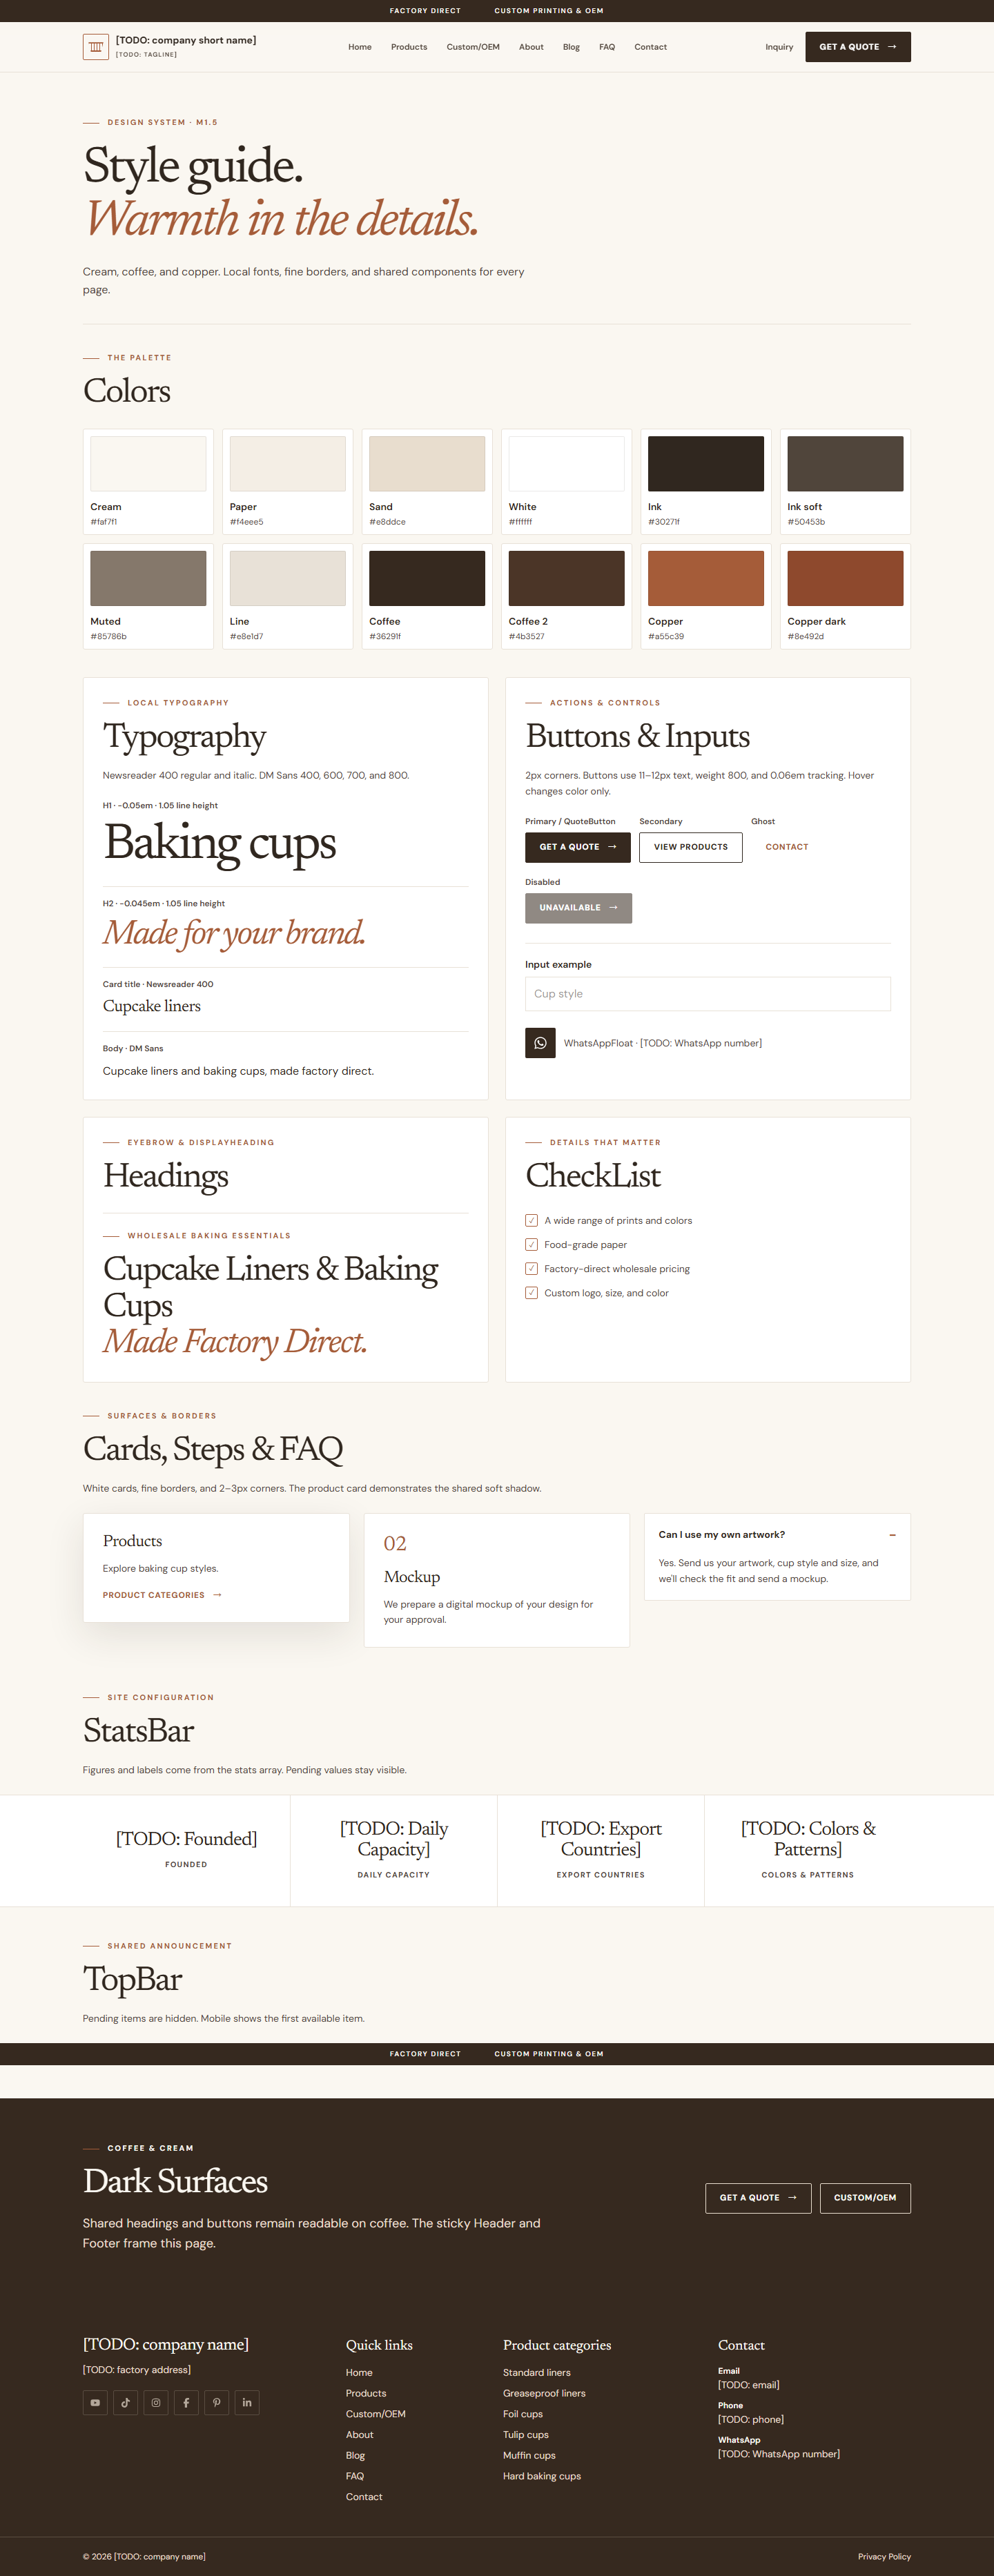 FACTORY DIRECT CUSTOM PRINTING & OEM
[TODO: company short name]
[TODO: TAGLINE]
Home Products Custom/OEM About Blog FAQ Contact
Inquiry GET A QUOTE →
DESIGN SYSTEM · M1.5
Style guide.
Warmth in the details.
Cream, coffee, and copper. Local fonts, fine borders, and shared components for every
page.
THE PALETTE
Colors
Cream
#faf7f1
Paper
#f4eee5
Sand
#e8ddce
White
#ffffff
Ink
#30271f
Ink soft
#50453b
Muted
#85786b
Line
#e8e1d7
Coffee
#36291f
Coffee 2
#4b3527
Copper
#a55c39
Copper dark
#8e492d
LOCAL TYPOGRAPHY
Typography
Newsreader 400 regular and italic. DM Sans 400, 600, 700, and 800.
H1 · -0.05em · 1.05 line height
Baking cups
H2 · -0.045em · 1.05 line height
Made for your brand.
Card title · Newsreader 400
Cupcake liners
Body · DM Sans
Cupcake liners and baking cups, made factory direct.
ACTIONS & CONTROLS
Buttons & Inputs
2px corners. Buttons use 11–12px text, weight 800, and 0.06em tracking. Hover
changes color only.
Primary / QuoteButton
GET A QUOTE →
Secondary
VIEW PRODUCTS
Ghost
CONTACT
Disabled
UNAVAILABLE →
Input example
Cup style
WhatsAppFloat · [TODO: WhatsApp number]
EYEBROW & DISPLAYHEADING
Headings
WHOLESALE BAKING ESSENTIALS
Cupcake Liners & Baking
Cups
Made Factory Direct.
DETAILS THAT MATTER
CheckList
✓ A wide range of prints and colors
✓ Food-grade paper
✓ Factory-direct wholesale pricing
✓ Custom logo, size, and color
SURFACES & BORDERS
Cards, Steps & FAQ
White cards, fine borders, and 2–3px corners. The product card demonstrates the shared soft shadow.
Products
Explore baking cup styles.
PRODUCT CATEGORIES →
02
Mockup
We prepare a digital mockup of your design for
your approval.
Can I use my own artwork? –
Yes. Send us your artwork, cup style and size, and
we'll check the fit and send a mockup.
SITE CONFIGURATION
StatsBar
Figures and labels come from the stats array. Pending values stay visible.
[TODO: Founded]
FOUNDED
[TODO: Daily
Capacity]
DAILY CAPACITY
[TODO: Export
Countries]
EXPORT COUNTRIES
[TODO: Colors &
Patterns]
COLORS & PATTERNS
SHARED ANNOUNCEMENT
TopBar
Pending items are hidden. Mobile shows the first available item.
FACTORY DIRECT CUSTOM PRINTING & OEM
COFFEE & CREAM
Dark Surfaces
Shared headings and buttons remain readable on coffee. The sticky Header and
Footer frame this page.
GET A QUOTE → CUSTOM/OEM
[TODO: company name]
[TODO: factory address]
Quick links
Home
Products
Custom/OEM
About
Blog
FAQ
Contact
Product categories
Standard liners
Greaseproof liners
Foil cups
Tulip cups
Muffin cups
Hard baking cups
Contact
Email
[TODO: email]
Phone
[TODO: phone]
WhatsApp
[TODO: WhatsApp number]
© 2026 [TODO: company name]
Privacy Policy